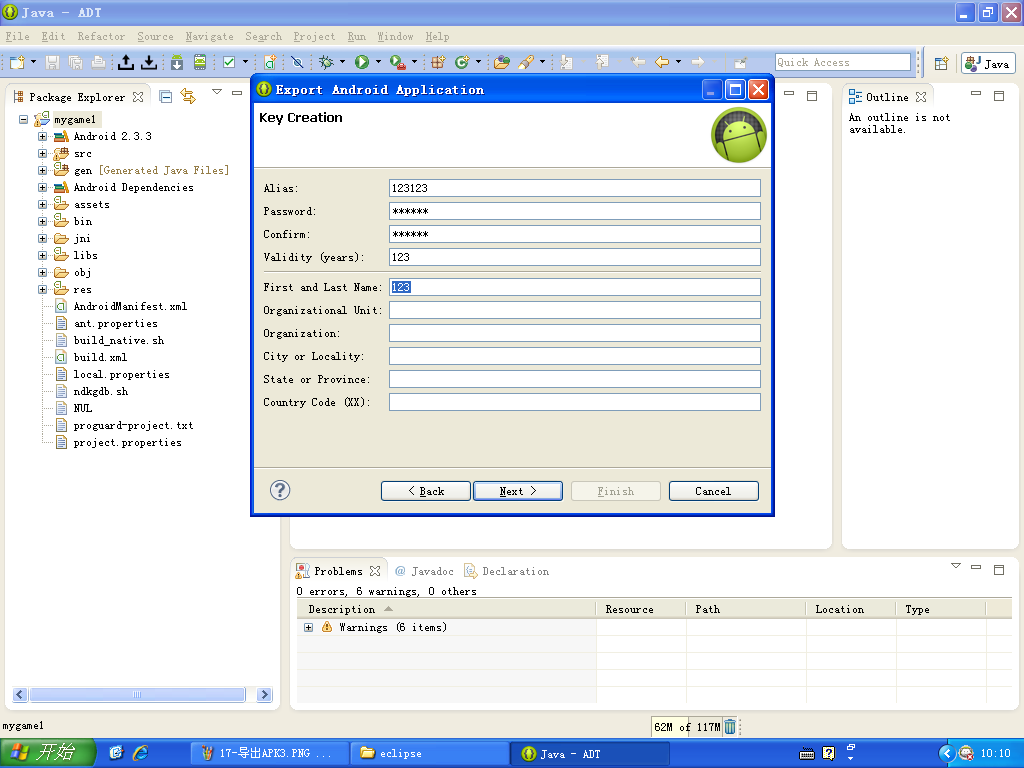 Java - ADT
File Edit Refactor Source Navigate Search Project Run Window Help
Quick Access
Java
Package Explorer
mygame1
Android 2.3.3
src
gen [Generated Java Files]
Android Dependencies
assets
bin
jni
libs
obj
res
AndroidManifest.xml
ant.properties
build_native.sh
build.xml
local.properties
ndkgdb.sh
NUL
proguard-project.txt
project.properties
Export Android Application
Key Creation
Alias: 123123
Password: ******
Confirm: ******
Validity (years): 123
First and Last Name: 123
Organizational Unit:
Organization:
City or Locality:
State or Province:
Country Code (XX):
< Back Next > Finish Cancel
Outline
An outline is not
available.
Problems @ Javadoc Declaration
0 errors, 6 warnings, 0 others
Description Resource Path Location Type
Warnings (6 items)
mygame1
62M of 117M
开始 17-导出APK3.PNG ... eclipse Java - ADT 10:10